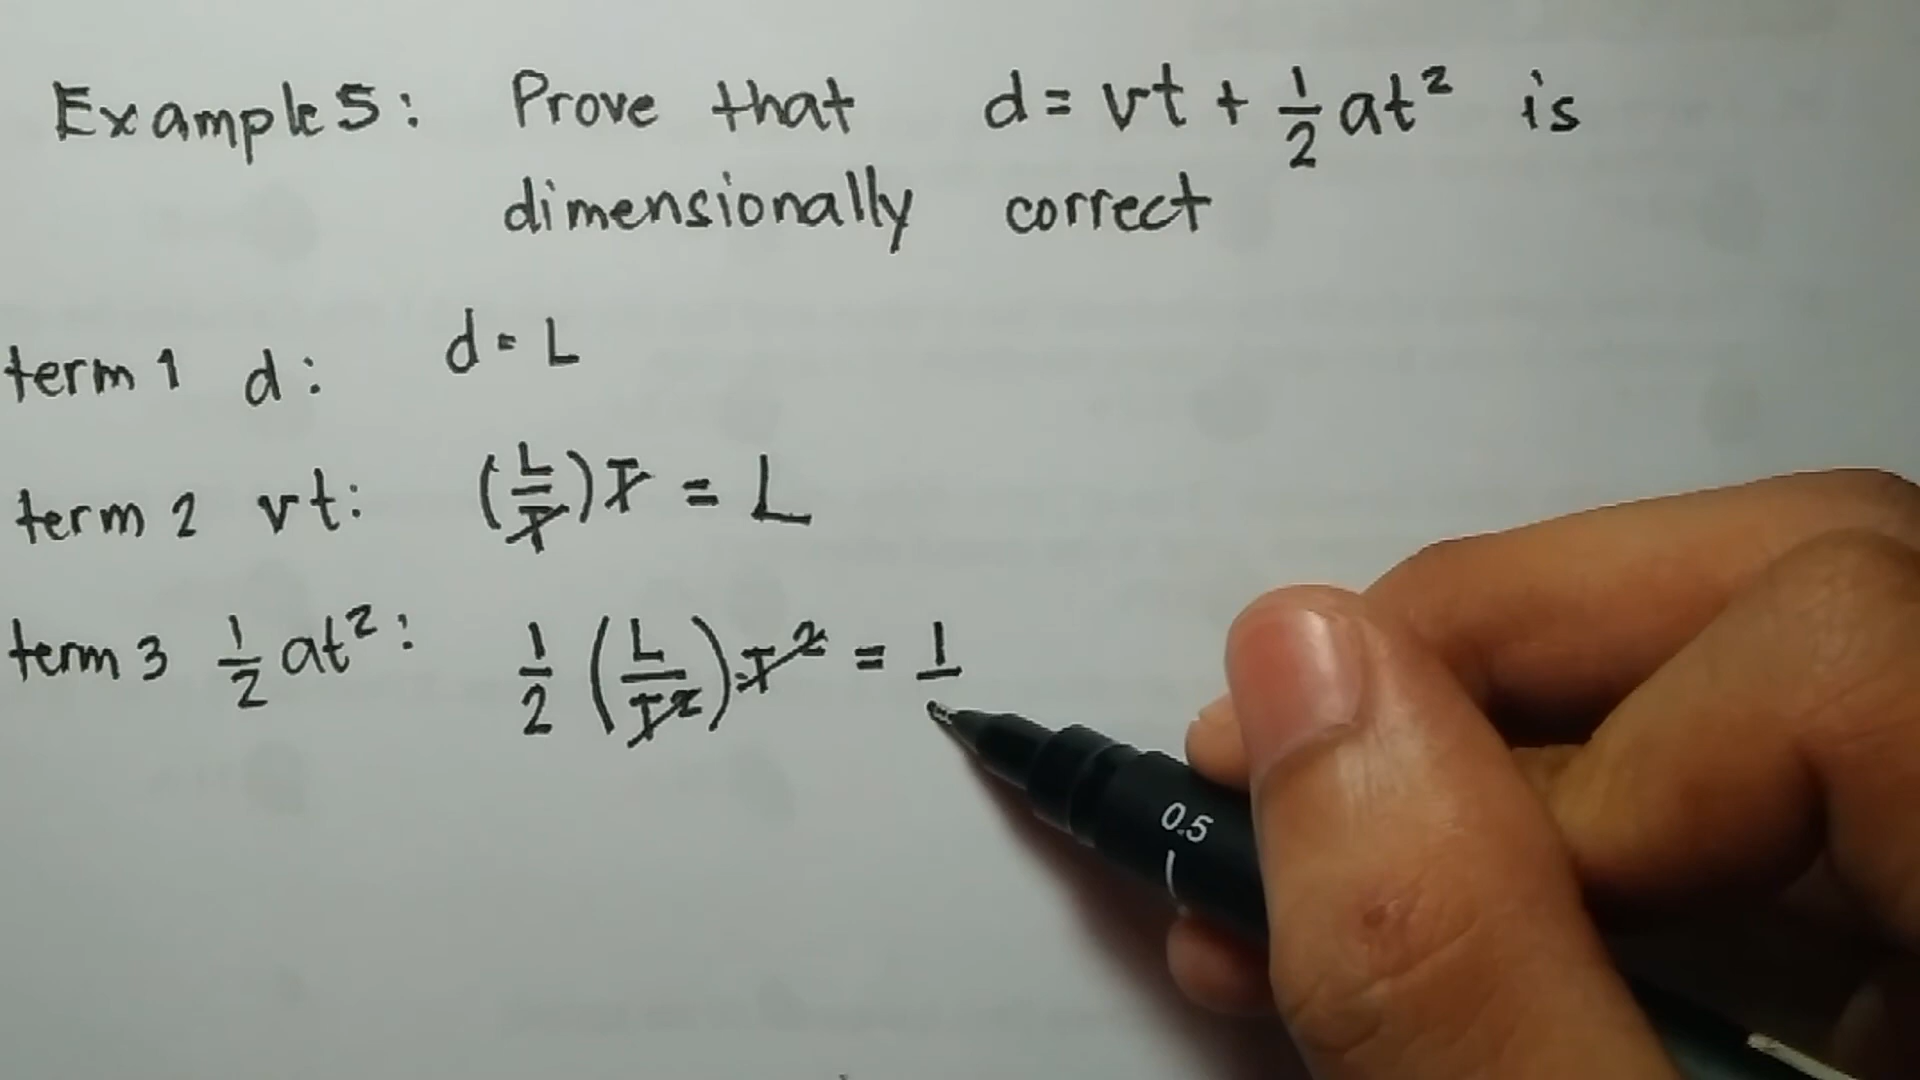 Example 5: Prove that d = vt + 1/2 at² is
dimensionally correct
term 1 d: d = L
term 2 vt: (L/T)T = L
term 3 1/2 at²: 1/2 (L/T²)·T² = 1
0.5